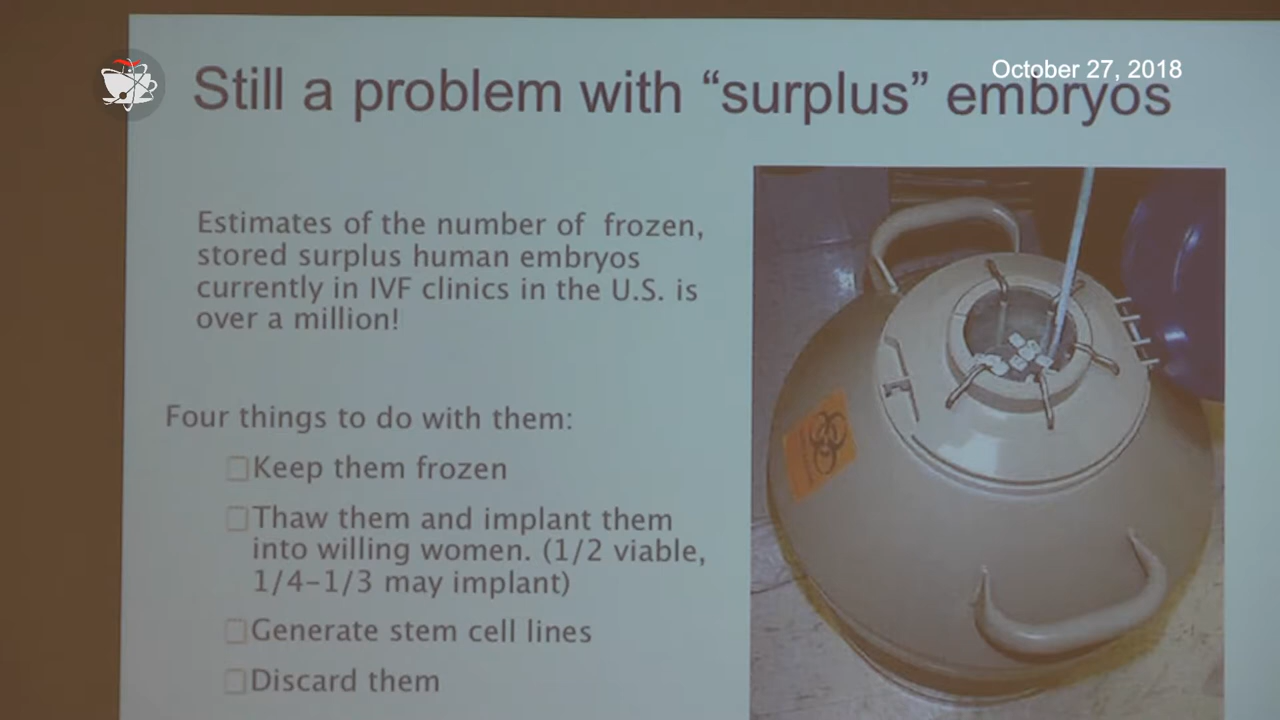 October 27, 2018
Still a problem with “surplus” embryos
Estimates of the number of frozen,
stored surplus human embryos
currently in IVF clinics in the U.S. is
over a million!
Four things to do with them:
Keep them frozen
Thaw them and implant them
into willing women. (1/2 viable,
1/4–1/3 may implant)
Generate stem cell lines
Discard them